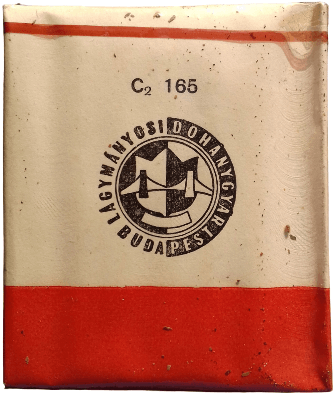 C₂ 165
LÁGYMÁNYOSI DOHÁNYGYÁR
BUDAPEST